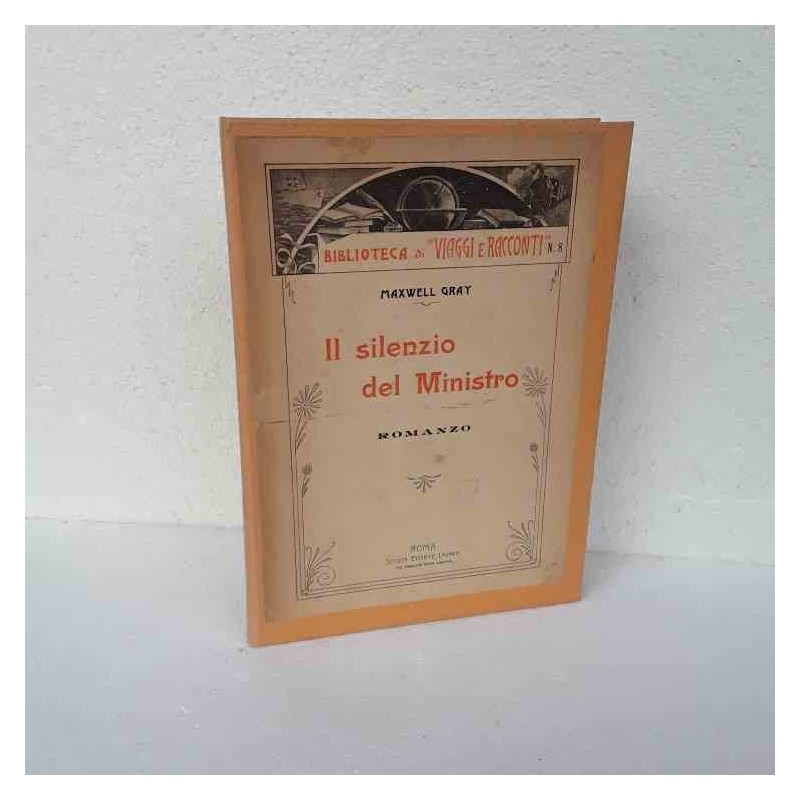 BIBLIOTECA di "VIAGGI E RACCONTI" N. 8
MAXWELL GRAY
Il silenzio
del Ministro
ROMANZO
ROMA